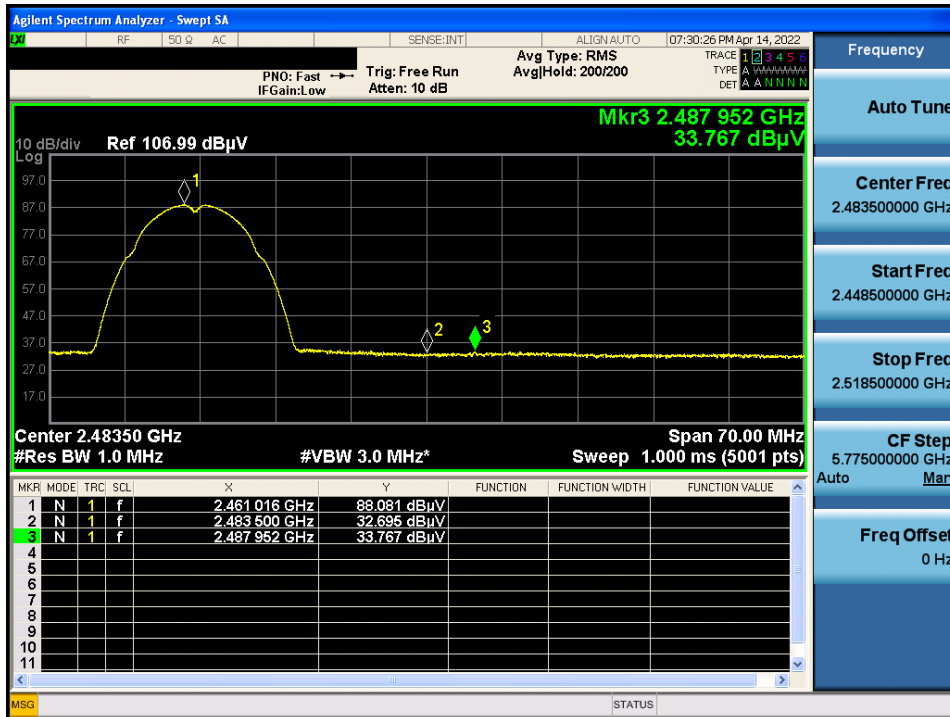 Agilent Spectrum Analyzer - Swept SA
LXI RF 50 Ω AC SENSE:INT ALIGN AUTO 07:30:26 PM Apr 14, 2022
PNO: Fast
IFGain:Low
Trig: Free Run
Atten: 10 dB
Avg Type: RMS
Avg|Hold: 200/200
TRACE 1 2 3 4 5 6
TYPE A
DET A A N N N N
Mkr3 2.487 952 GHz
33.767 dBµV
10 dB/div Ref 106.99 dBµV
Log
97.0
87.0
77.0
67.0
57.0
47.0
37.0
27.0
17.0
1
2
3
Center 2.48350 GHz Span 70.00 MHz
#Res BW 1.0 MHz #VBW 3.0 MHz* Sweep 1.000 ms (5001 pts)
MKR MODE TRC SCL X Y FUNCTION FUNCTION WIDTH FUNCTION VALUE
1 N 1 f 2.461 016 GHz 88.081 dBµV
2 N 1 f 2.483 500 GHz 32.695 dBµV
3 N 1 f 2.487 952 GHz 33.767 dBµV
4
5
6
7
8
9
10
11
MSG STATUS
Frequency
Auto Tune
Center Freq
2.483500000 GHz
Start Freq
2.448500000 GHz
Stop Freq
2.518500000 GHz
CF Step
5.775000000 GHz
Auto Man
Freq Offset
0 Hz